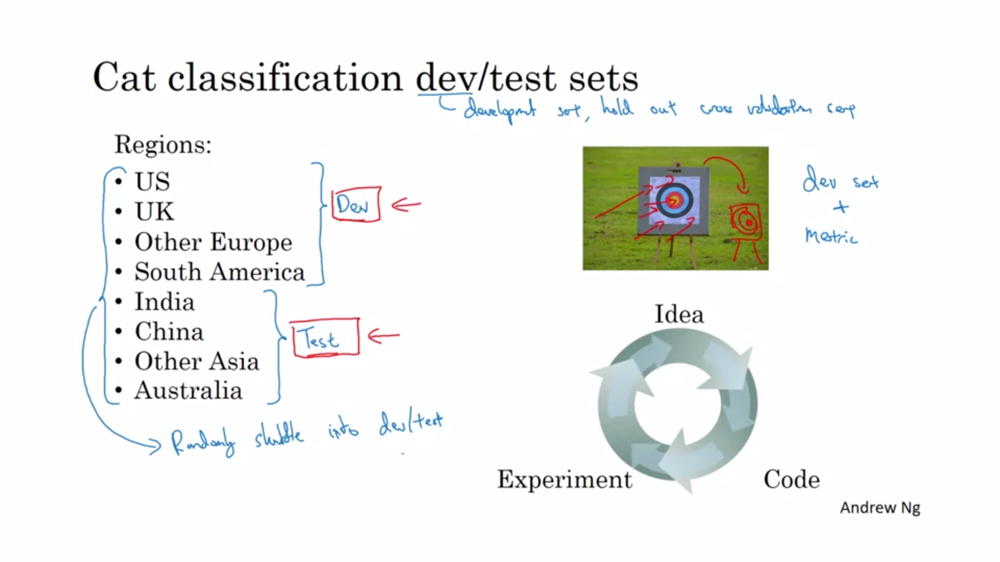 Cat classification dev/test sets
development set, hold out cross validation set
Regions:
• US
• UK
• Other Europe
• South America
Dev
• India
• China
• Other Asia
• Australia
Test
Randomly shuffle into dev/test
dev set
+
metric
Idea
Code
Experiment
Andrew Ng